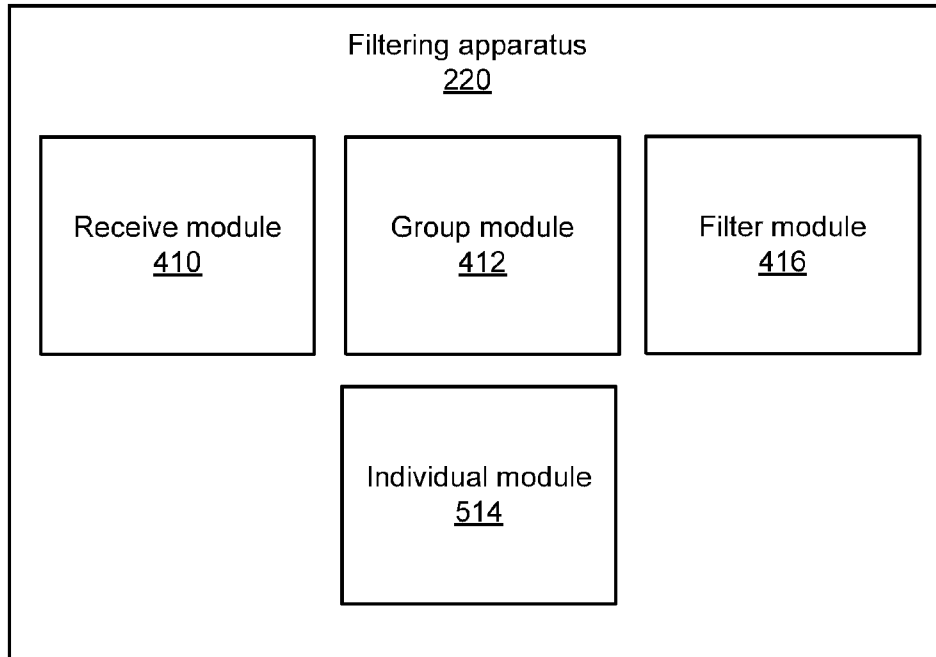 Filtering apparatus
220
Receive module
410
Group module
412
Filter module
416
Individual module
514